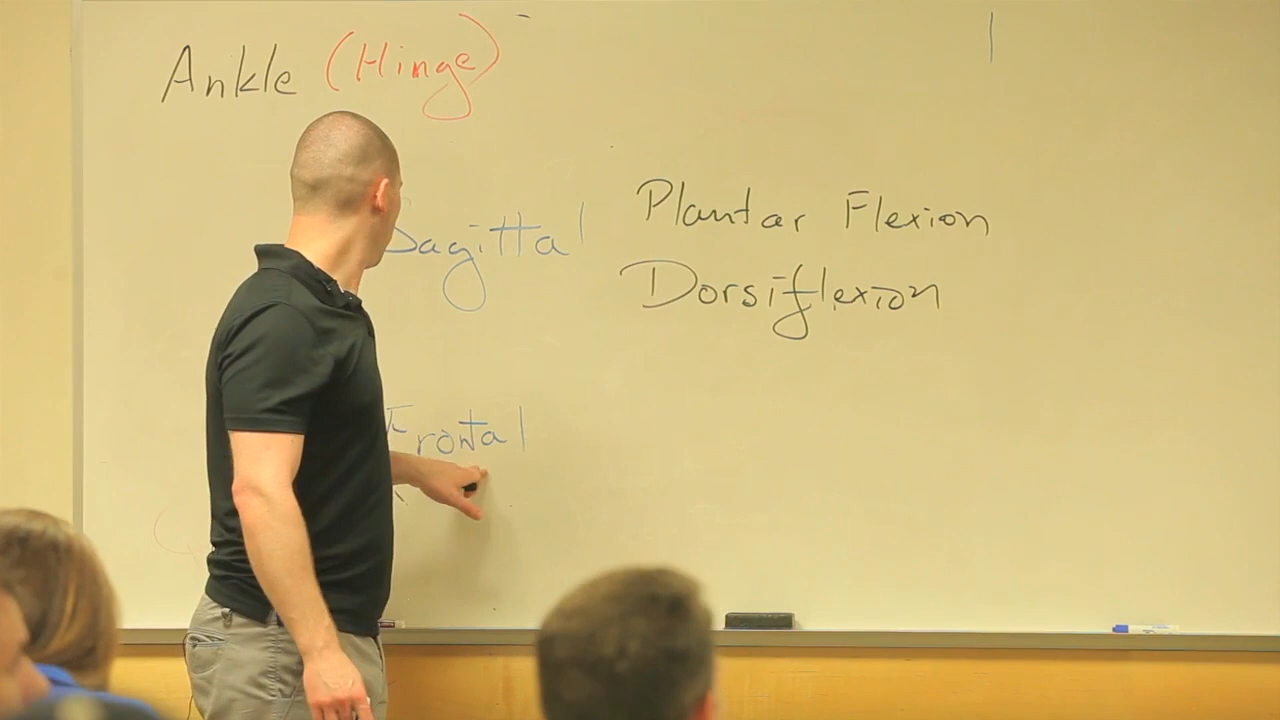 Ankle (Hinge)
Sagittal
Plantar Flexion
Dorsiflexion
Frontal